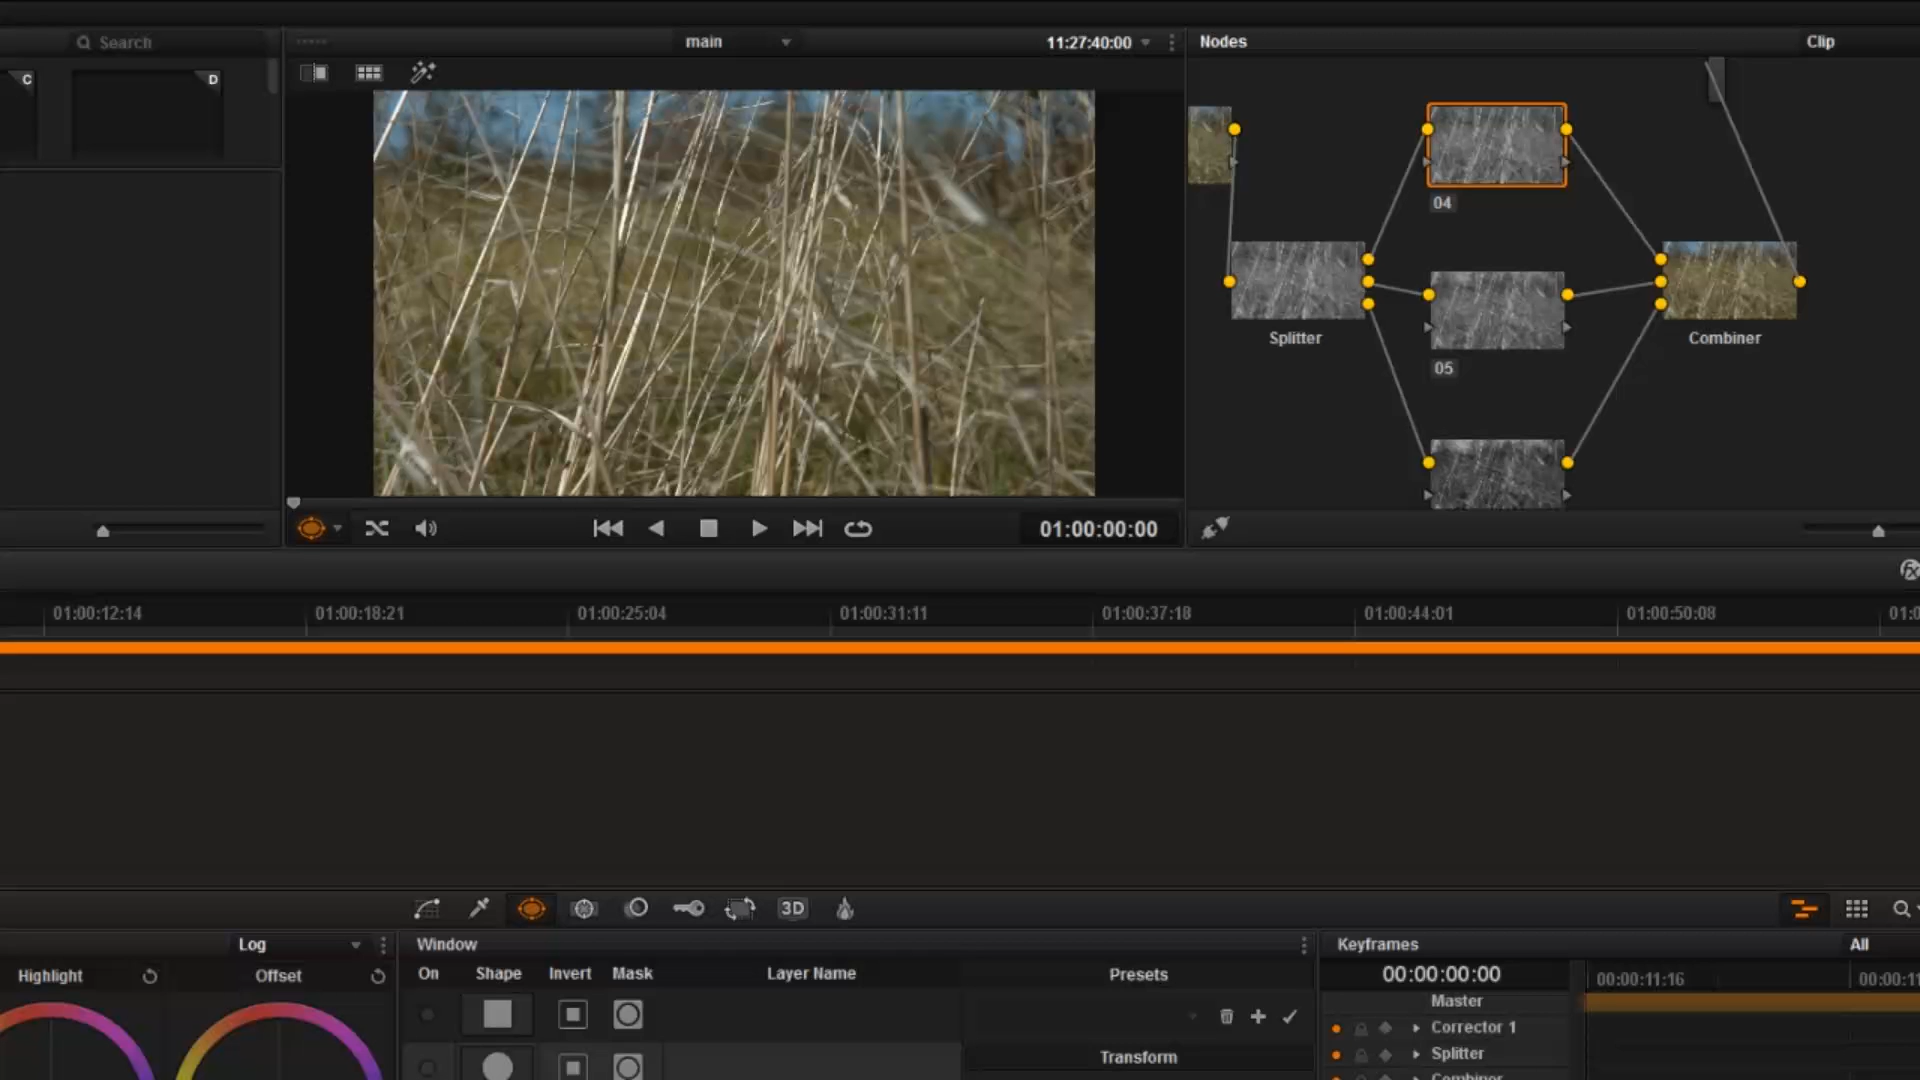 Search
main
11:27:40:00
Nodes
Clip
C
D
04
Splitter
Combiner
05
01:00:00:00
01:00:12:14
01:00:18:21
01:00:25:04
01:00:31:11
01:00:37:18
01:00:44:01
01:00:50:08
3D
Log
Window
Keyframes
All
Highlight
Offset
On
Shape
Invert
Mask
Layer Name
Presets
00:00:00:00
00:00:11:16
Master
Corrector 1
Transform
Splitter
Combiner